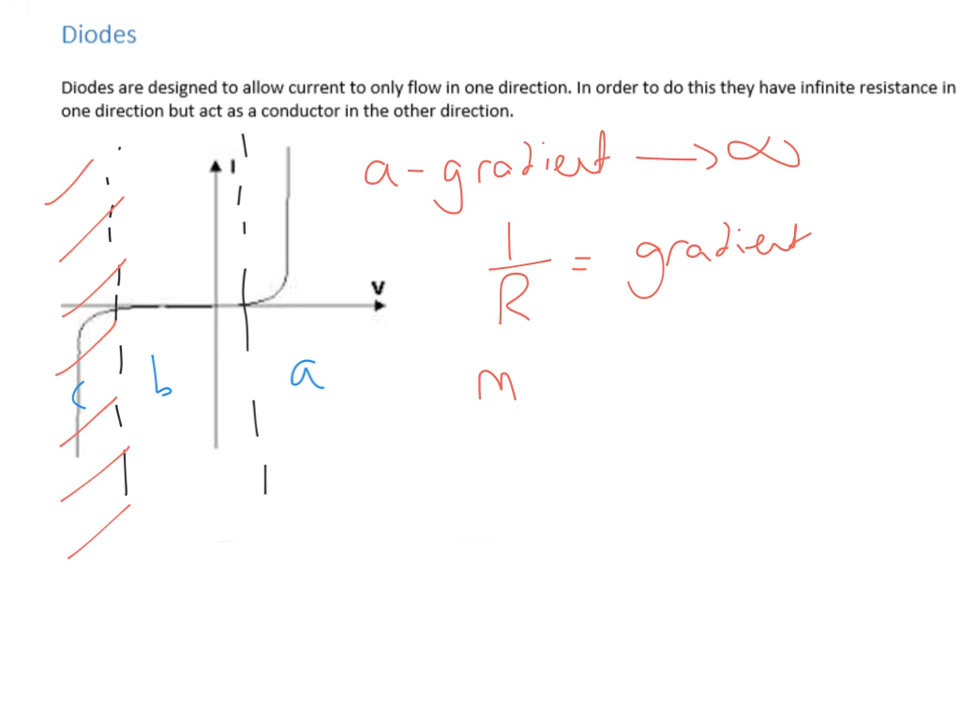 Diodes
Diodes are designed to allow current to only flow in one direction. In order to do this they have infinite resistance in
one direction but act as a conductor in the other direction.
I
a - gradient → ∞
1/R = gradient
V
b
a
c
m